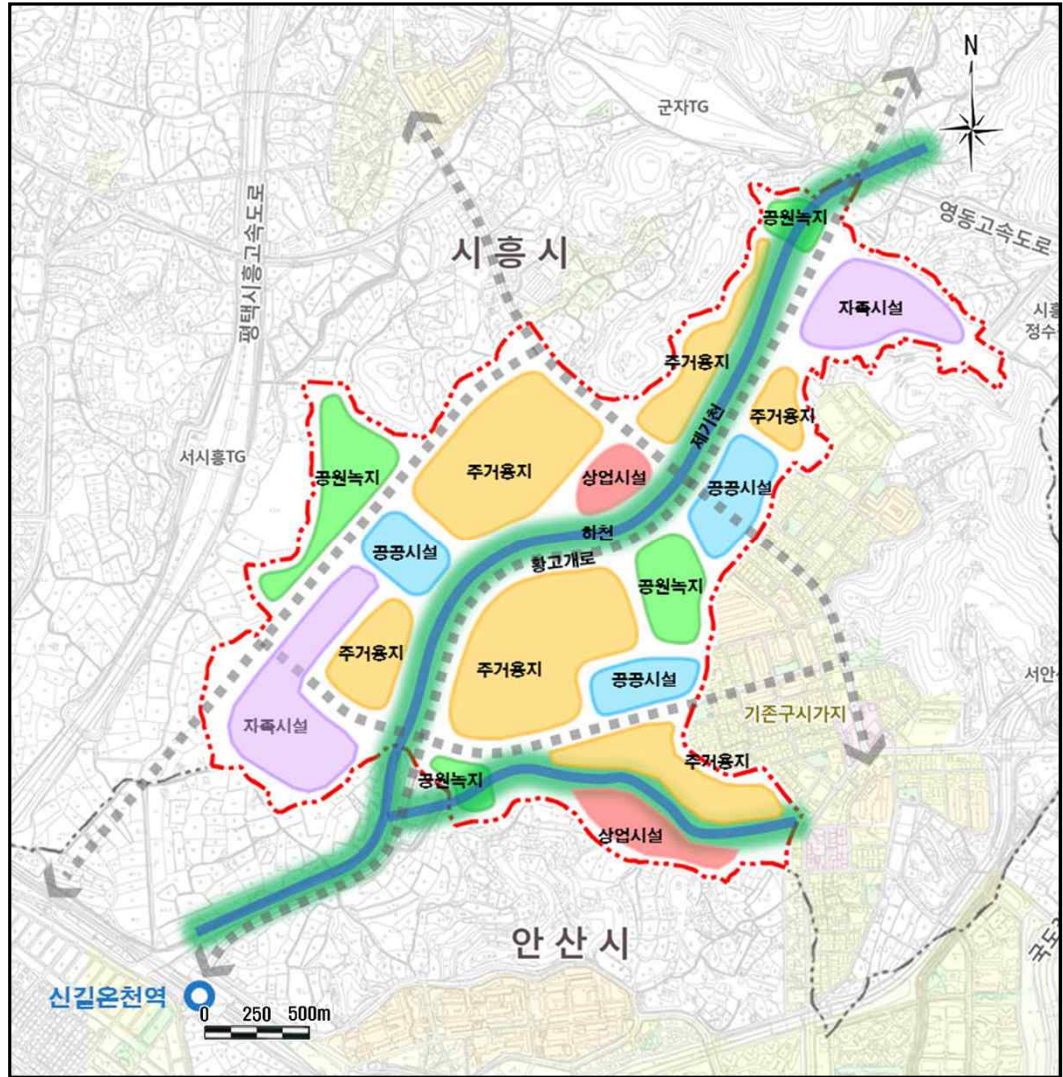 N
군자TG
공원녹지
영동고속도로
시흥시
평택시흥고속도로
자족시설
시흥
정수
주거용지
주거용지
제기천
서시흥TG
공원녹지
주거용지
상업시설
공공시설
하천
공공시설
황고개로
공원녹지
주거용지
주거용지
공공시설
서안산
기존구시가지
자족시설
주거용지
공원녹지
상업시설
안산시
국도
신길온천역
0 250 500m